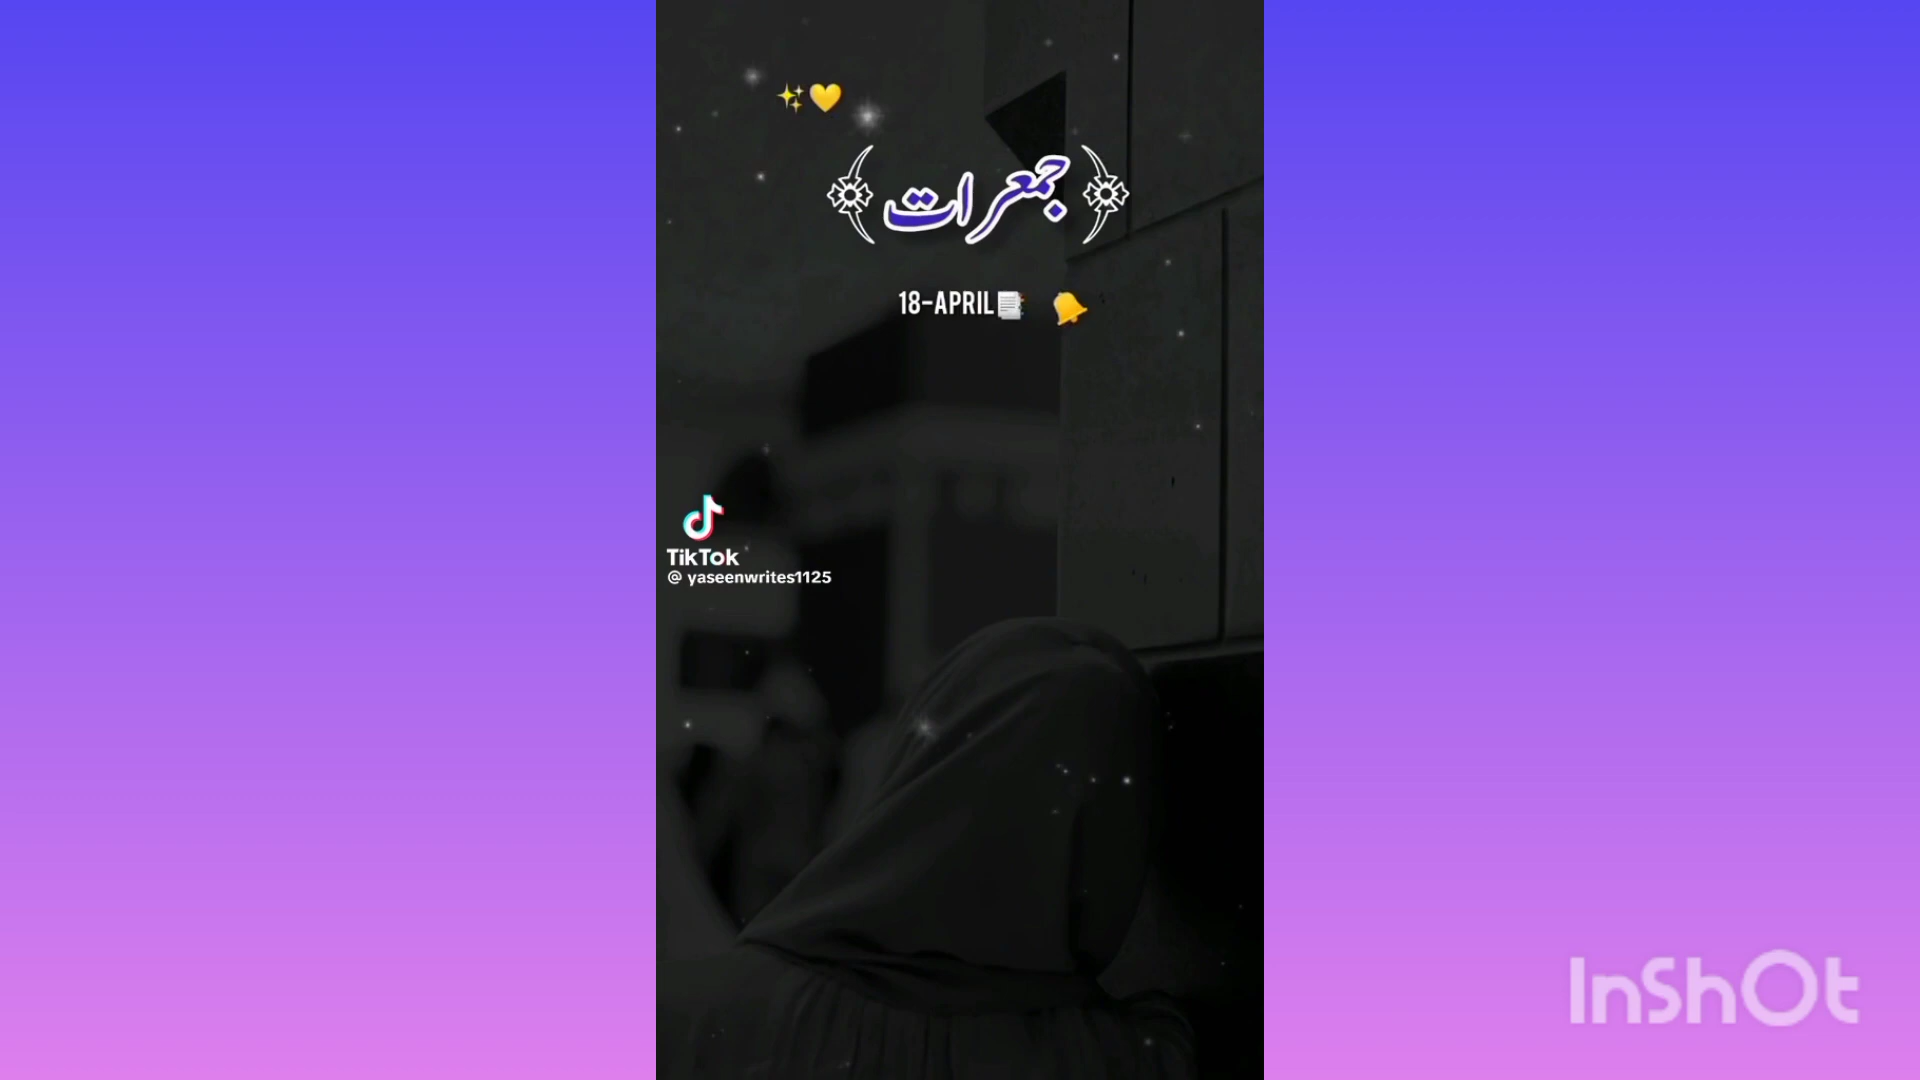 ✨💛
﴾جمعرات﴿
18-APRIL📑 🔔
TikTok
@ yaseenwrites1125
InShOt